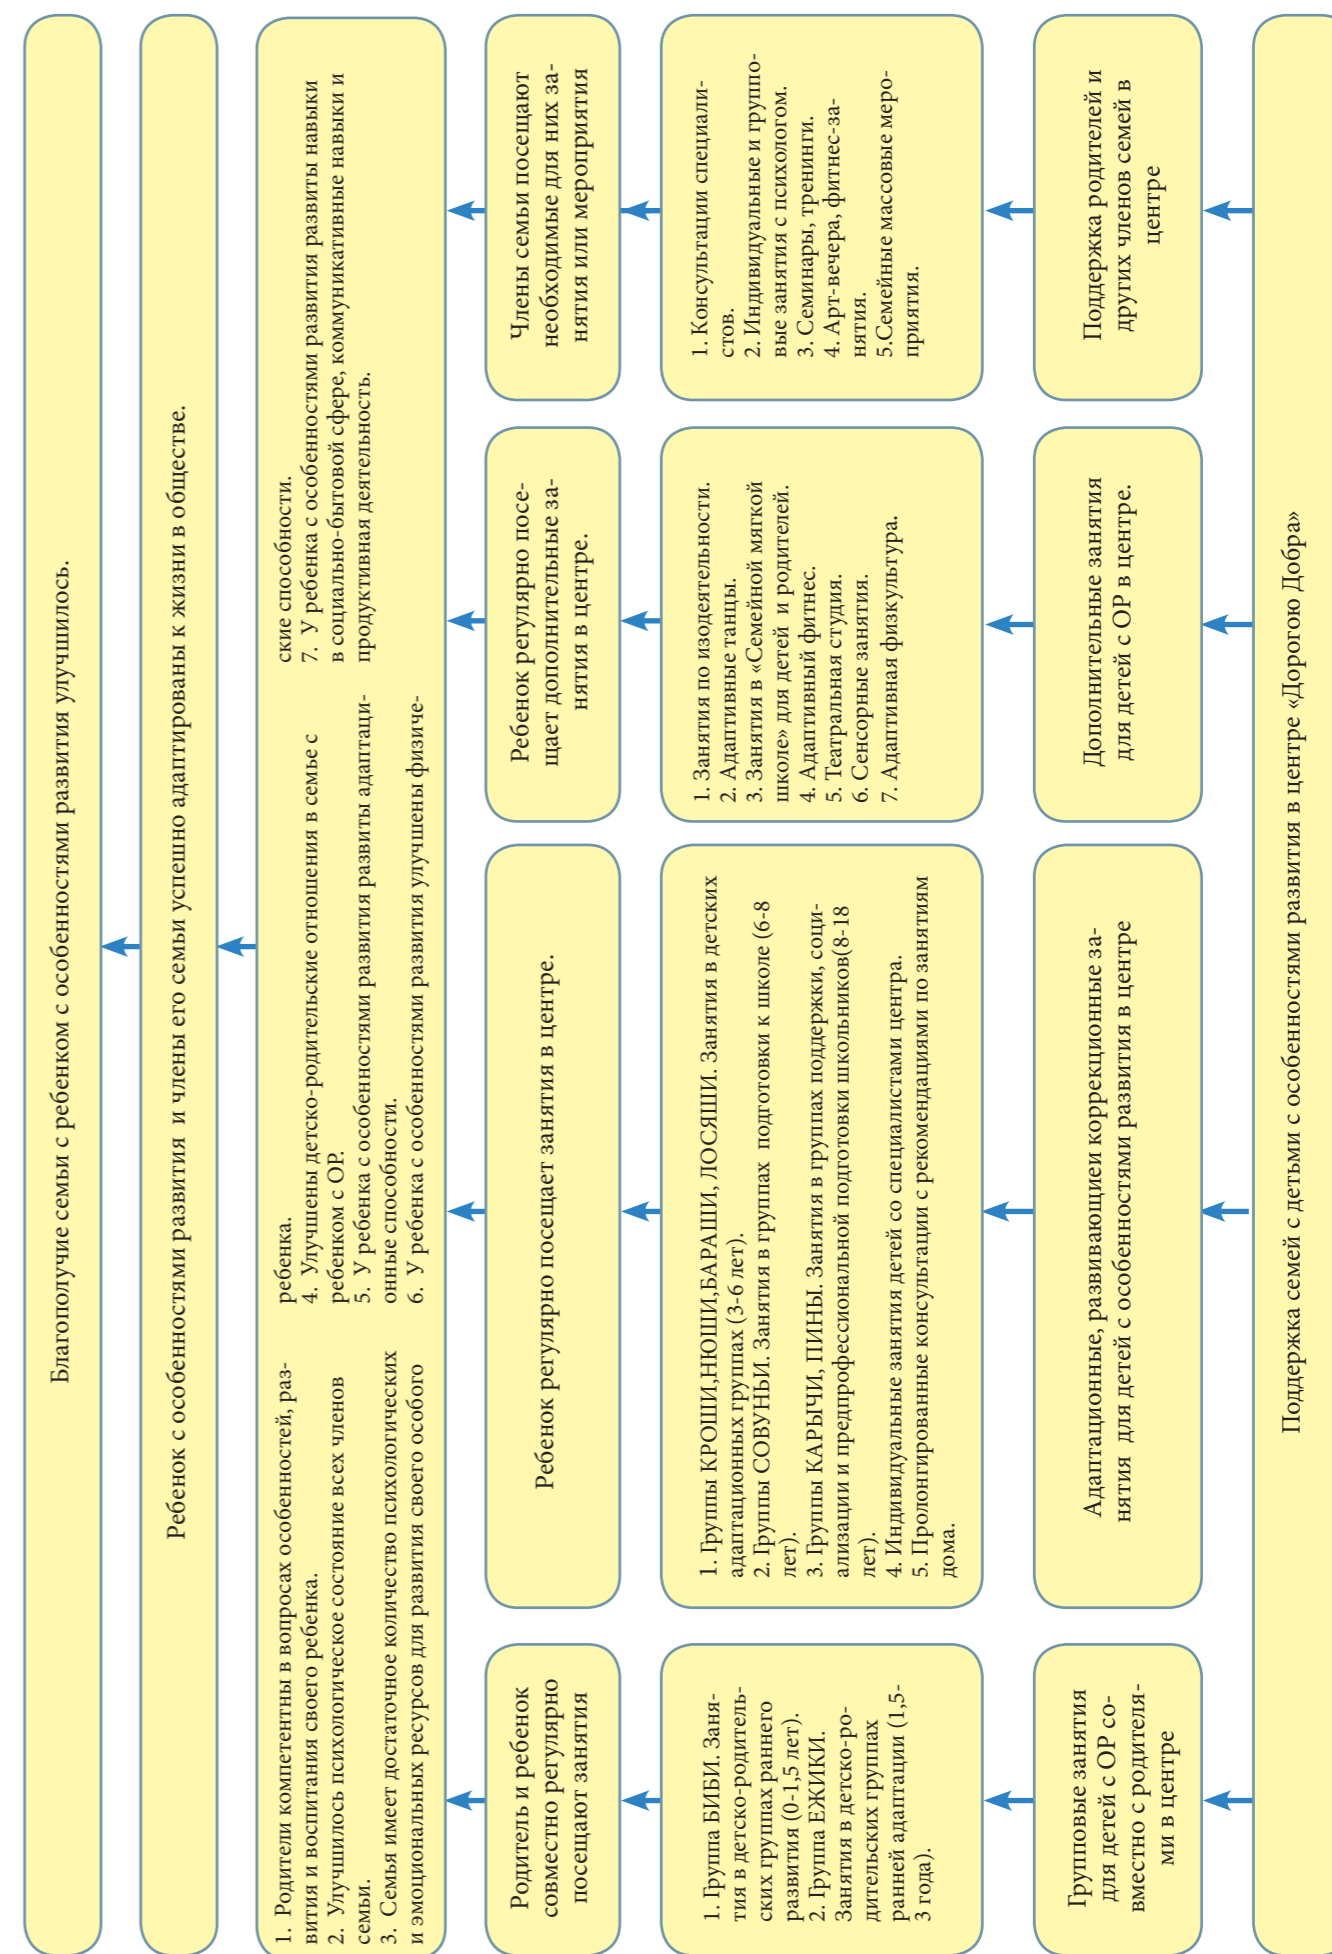 Благополучие семьи с ребенком с особенностями развития улучшилось.
Ребенок с особенностями развития и члены его семьи успешно адаптированы к жизни в обществе.
1. Родители компетентны в вопросах особенностей, раз-
вития и воспитания своего ребенка.
2. Улучшилось психологическое состояние всех членов
семьи.
3. Семья имеет достаточное количество психологических
и эмоциональных ресурсов для развития своего особого
ребенка.
4. Улучшены детско-родительские отношения в семье с
ребенком с ОР.
5. У ребенка с особенностями развития развиты адаптаци-
онные способности.
6. У ребенка с особенностями развития улучшены физиче-
ские способности.
7. У ребенка с особенностями развития развиты навыки
в социально-бытовой сфере, коммуникативные навыки и
продуктивная деятельность.
Родитель и ребенок
совместно регулярно
посещают занятия
Ребенок регулярно посещает занятия в центре.
Ребенок регулярно посе-
щает дополнительные за-
нятия в центре.
Члены семьи посещают
необходимые для них за-
нятия или мероприятия
1. Группа БИБИ. Заня-
тия в детско-родитель-
ских группах раннего
развития (0-1,5 лет).
2. Группа ЕЖИКИ.
Занятия в детско-ро-
дительских группах
ранней адаптации (1,5-
3 года).
1. Группы КРОШИ,НЮШИ,БАРАШИ, ЛОСЯШИ. Занятия в детских
адаптационных группах (3-6 лет).
2. Группы СОВУНЬИ. Занятия в группах подготовки к школе (6-8
лет).
3. Группы КАРЫЧИ, ПИНЫ. Занятия в группах поддержки, соци-
ализации и предпрофессиональной подготовки школьников(8-18
лет).
4. Индивидуальные занятия детей со специалистами центра.
5. Пролонгированные консультации с рекомендациями по занятиям
дома.
1. Занятия по изодеятельности.
2. Адаптивные танцы.
3. Занятия в «Семейной мягкой
школе» для детей и родителей.
4. Адаптивный фитнес.
5. Театральная студия.
6. Сенсорные занятия.
7. Адаптивная физкультура.
1. Консультации специали-
стов.
2. Индивидуальные и группо-
вые занятия с психологом.
3. Семинары, тренинги.
4. Арт-вечера, фитнес-за-
нятия.
5.Семейные массовые меро-
приятия.
Групповые занятия
для детей с ОР со-
вместно с родителя-
ми в центре
Адаптационные, развивающиеи коррекционные за-
нятия для детей с особенностями развития в центре
Дополнительные занятия
для детей с ОР в центре.
Поддержка родителей и
других членов семей в
центре
Поддержка семей с детьми с особенностями развития в центре «Дорогою Добра»